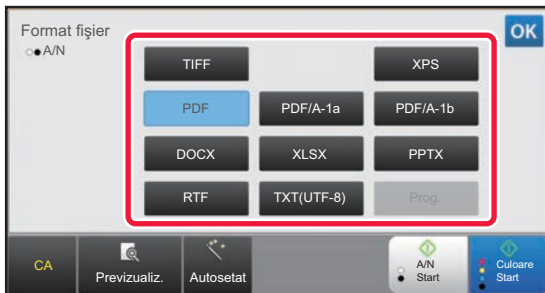 Format fișier
OK
A/N
TIFF
XPS
PDF
PDF/A-1a
PDF/A-1b
DOCX
XLSX
PPTX
RTF
TXT(UTF-8)
Prog.
CA
Previzualiz.
Autosetat
A/N
Start
Culoare
Start